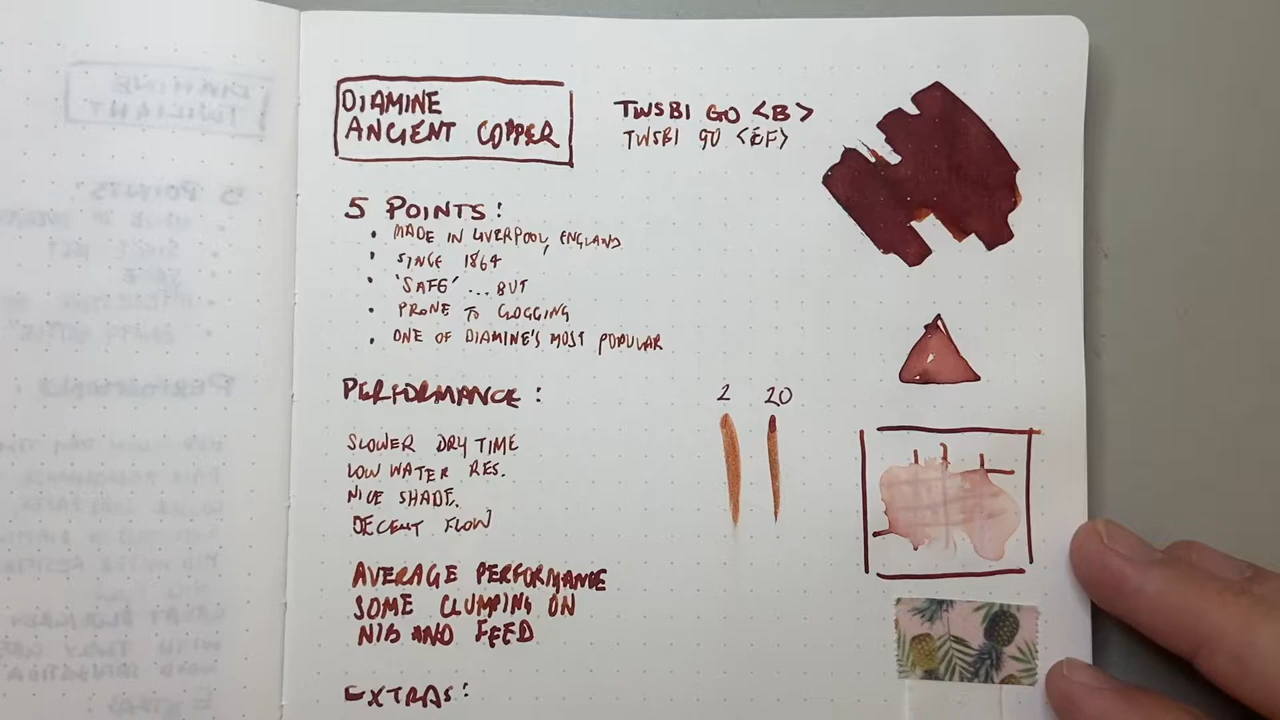 DIAMINE
ANCIENT COPPER
TWSBI GO <B>
TWSBI GO <EF>
5 POINTS:
• MADE IN LIVERPOOL, ENGLAND
• SINCE 1864
• 'SAFE' ... BUT
• PRONE TO CLOGGING
• ONE OF DIAMINE'S MOST POPULAR
PERFORMANCE:
2 20
SLOWER DRY TIME
LOW WATER RES.
NICE SHADE.
DECENT FLOW
AVERAGE PERFORMANCE
SOME CLUMPING ON
NIB AND FEED
EXTRAS: